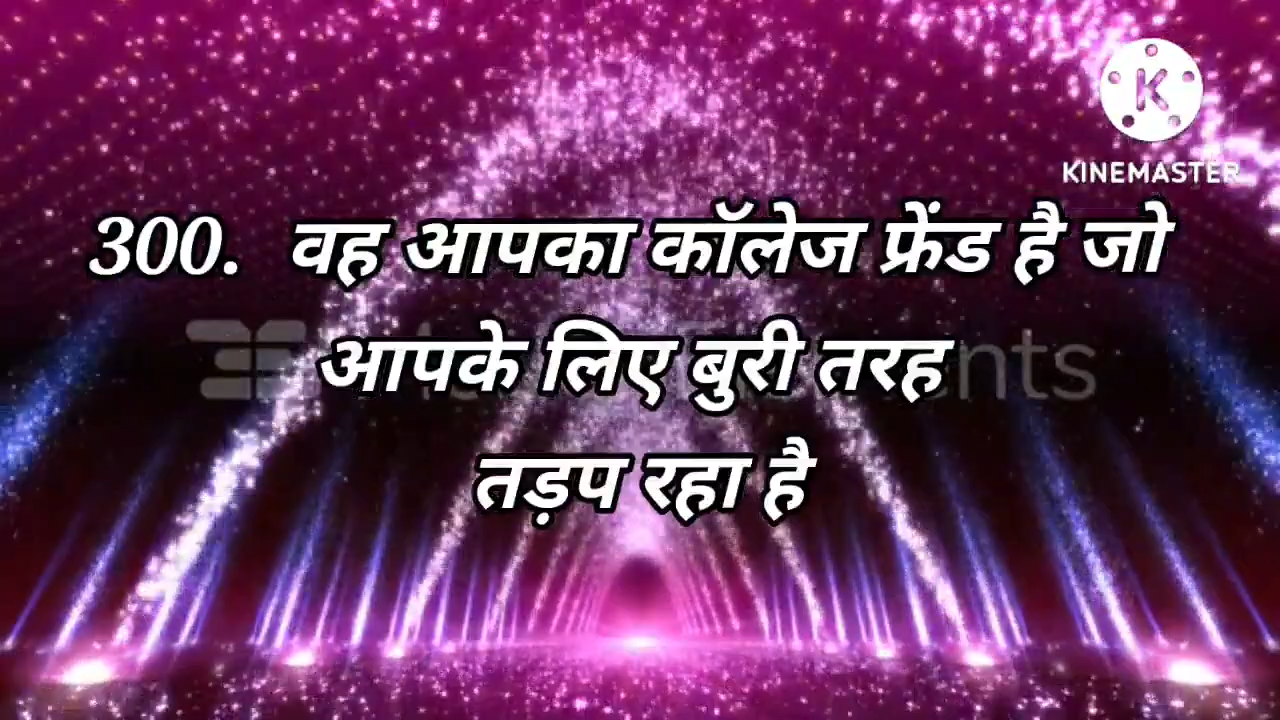 KINEMASTER
300. वह आपका कॉलेज फ्रेंड है जो
आपके लिए बुरी तरह
तड़प रहा है